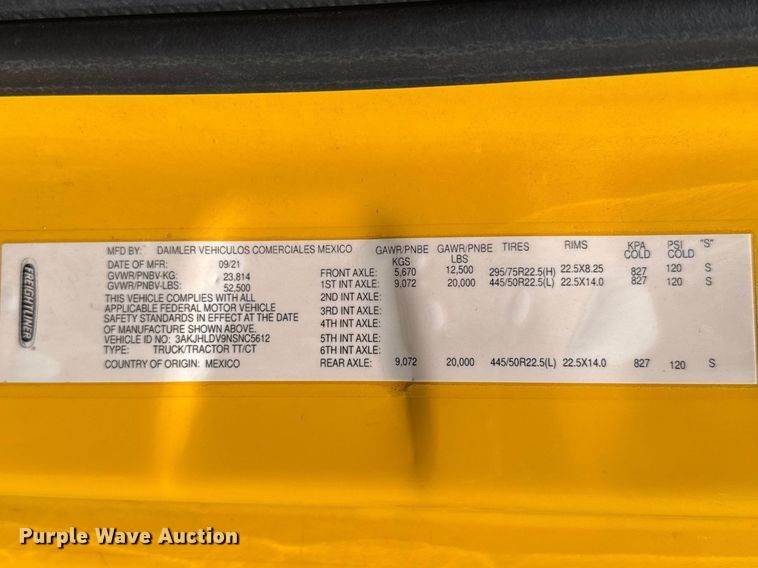 FREIGHTLINER
MFD BY: DAIMLER VEHICULOS COMERCIALES MEXICO
DATE OF MFR: 09/21
GVWR/PNBV-KG: 23.814
GVWR/PNBV-LBS: 52,500
THIS VEHICLE COMPLIES WITH ALL
APPLICABLE FEDERAL MOTOR VEHICLE
SAFETY STANDARDS IN EFFECT AT THE DATE
OF MANUFACTURE SHOWN ABOVE.
VEHICLE ID NO: 3AKJHLDV9NSNC5612
TYPE: TRUCK/TRACTOR TT/CT
COUNTRY OF ORIGIN: MEXICO
GAWR/PNBE KGS GAWR/PNBE LBS TIRES RIMS KPA COLD PSI COLD "S"
FRONT AXLE: 5,670 12,500 295/75R22.5(H) 22.5X8.25 827 120 S
1ST INT AXLE: 9,072 20,000 445/50R22.5(L) 22.5X14.0 827 120 S
2ND INT AXLE:
3RD INT AXLE:
4TH INT AXLE:
5TH INT AXLE:
6TH INT AXLE:
REAR AXLE: 9,072 20,000 445/50R22.5(L) 22.5X14.0 827 120 S
Purple Wave Auction